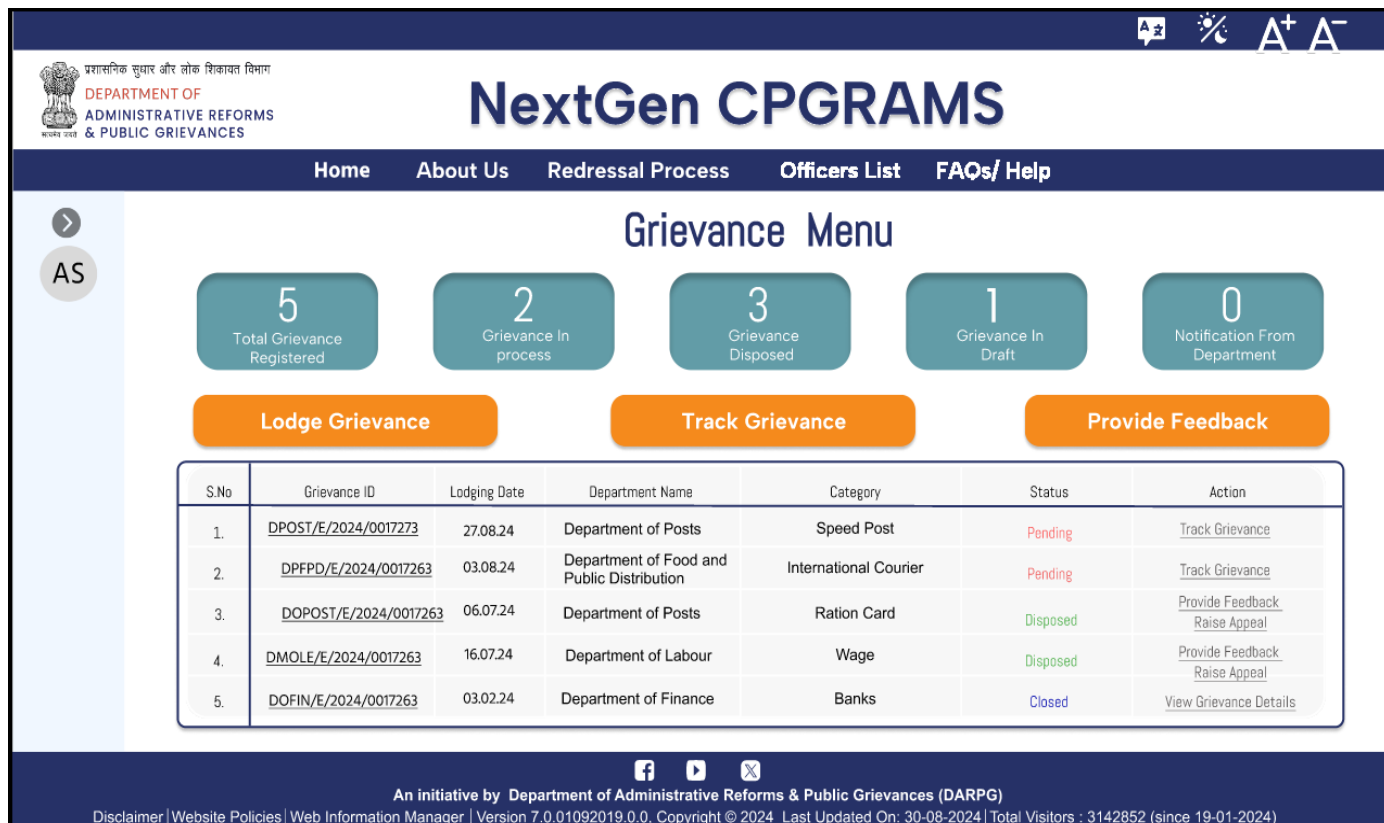 A+ A-
प्रशासनिक सुधार और लोक शिकायत विभाग
DEPARTMENT OF
ADMINISTRATIVE REFORMS
& PUBLIC GRIEVANCES
सत्यमेव जयते
NextGen CPGRAMS
Home About Us Redressal Process Officers List FAQs/ Help
AS
Grievance Menu
5
Total Grievance
Registered
2
Grievance In
process
3
Grievance
Disposed
1
Grievance In
Draft
0
Notification From
Department
Lodge Grievance Track Grievance Provide Feedback
S.No Grievance ID Lodging Date Department Name Category Status Action
1. DPOST/E/2024/0017273 27.08.24 Department of Posts Speed Post Pending Track Grievance
2. DPFPD/E/2024/0017263 03.08.24 Department of Food and
Public Distribution International Courier Pending Track Grievance
3. DOPOST/E/2024/0017263 06.07.24 Department of Posts Ration Card Disposed Provide Feedback
Raise Appeal
4. DMOLE/E/2024/0017263 16.07.24 Department of Labour Wage Disposed Provide Feedback
Raise Appeal
5. DOFIN/E/2024/0017263 03.02.24 Department of Finance Banks Closed View Grievance Details
An initiative by Department of Administrative Reforms & Public Grievances (DARPG)
Disclaimer|Website Policies|Web Information Manager | Version 7.0.01092019.0.0. Copyright © 2024 Last Updated On: 30-08-2024|Total Visitors : 3142852 (since 19-01-2024)